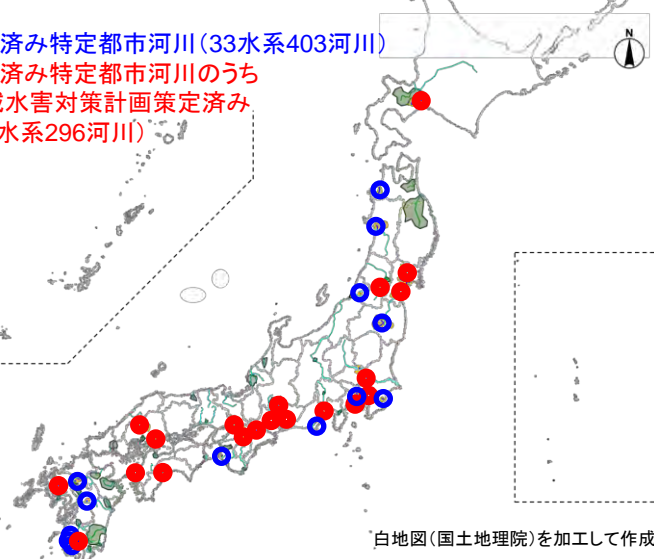 済み特定都市河川(33水系403河川)
済み特定都市河川のうち
水害対策計画策定済み
水系296河川)
N
白地図(国土地理院)を加工して作成